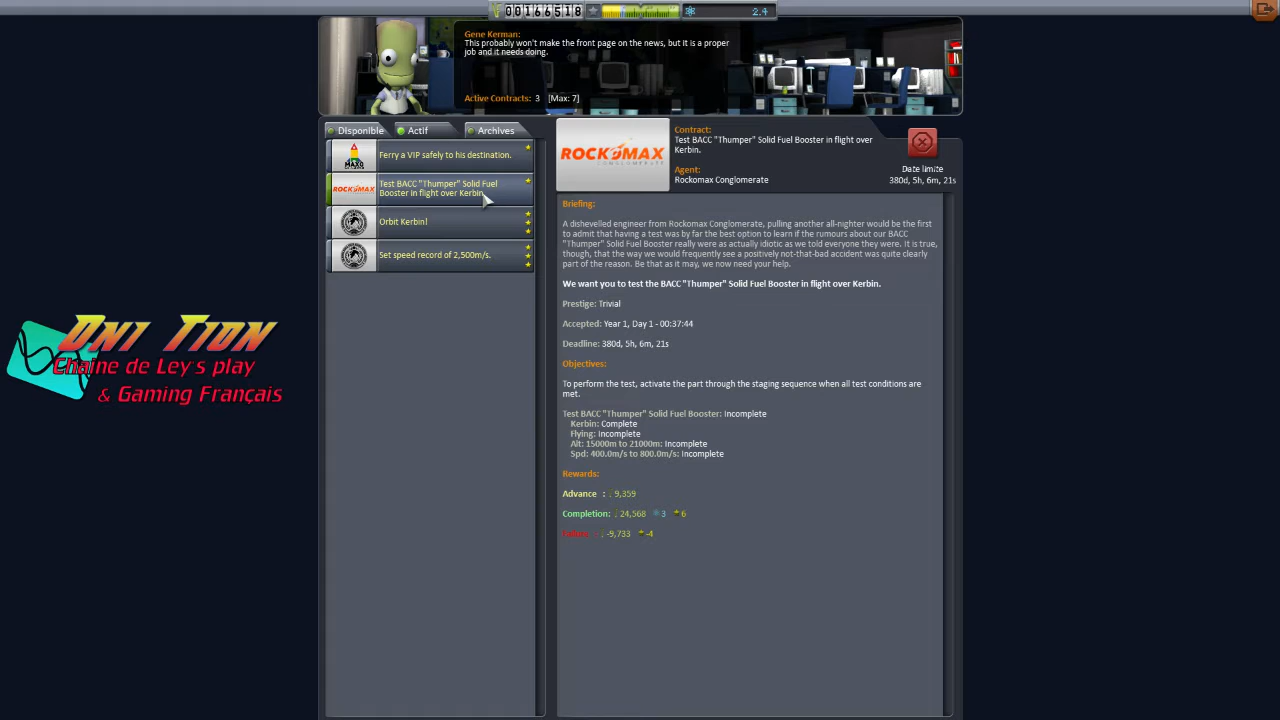 00166518
2.4
Gene Kerman:
This probably won't make the front page on the news, but it is a proper
job and it needs doing.
Active Contracts: 3 [Max: 7]
Disponible
Actif
Archives
Ferry a VIP safely to his destination.
ROCKOMAX
Test BACC "Thumper" Solid Fuel
Booster in flight over Kerbin.
Orbit Kerbin!
Set speed record of 2,500m/s.
Oni Tion
Chaine de Ley's play
& Gaming Français
ROCKOMAX
CONGLOMERATE
Contract:
Test BACC "Thumper" Solid Fuel Booster in flight over
Kerbin.
Agent:
Rockomax Conglomerate
Date limite
380d, 5h, 6m, 21s
Briefing:
A dishevelled engineer from Rockomax Conglomerate, pulling another all-nighter would be the first
to admit that having a test was by far the best option to learn if the rumours about our BACC
"Thumper" Solid Fuel Booster really were as actually idiotic as we told everyone they were. It is true,
though, that the way we would frequently see a positively not-that-bad accident was quite clearly
part of the reason. Be that as it may, we now need your help.
We want you to test the BACC "Thumper" Solid Fuel Booster in flight over Kerbin.
Prestige: Trivial
Accepted: Year 1, Day 1 - 00:37:44
Deadline: 380d, 5h, 6m, 21s
Objectives:
To perform the test, activate the part through the staging sequence when all test conditions are
met.
Test BACC "Thumper" Solid Fuel Booster: Incomplete
Kerbin: Complete
Flying: Incomplete
Alt: 15000m to 21000m: Incomplete
Spd: 400.0m/s to 800.0m/s: Incomplete
Rewards:
Advance : 9,359
Completion: 24,568 3 6
-9,733 -4